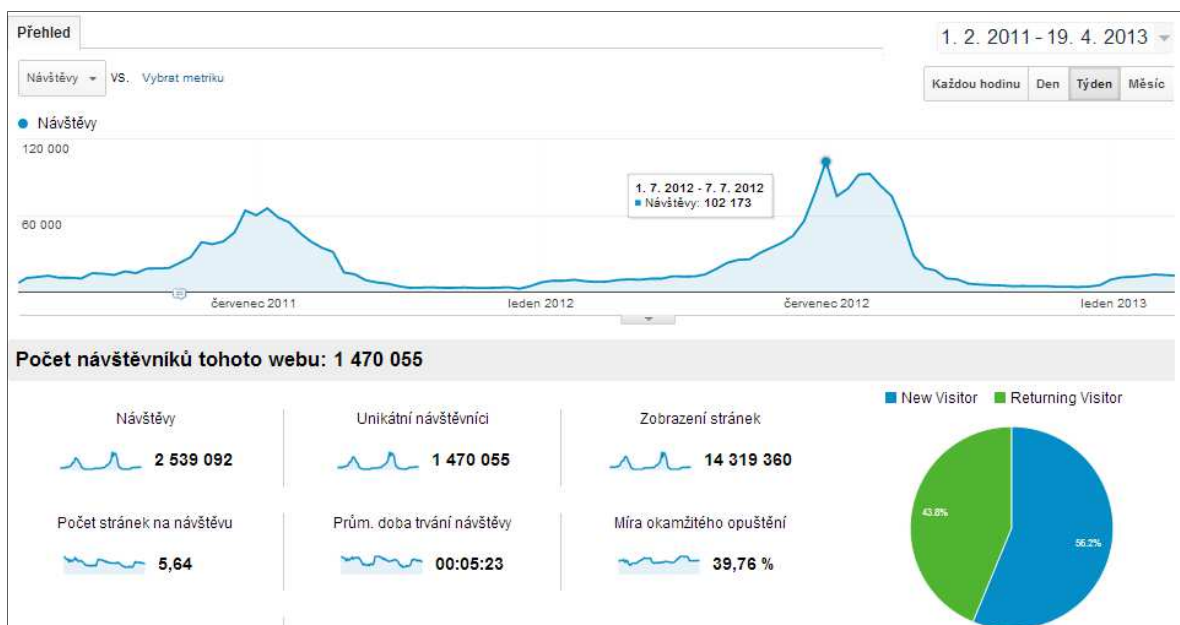 Přehled
1. 2. 2011 - 19. 4. 2013
Návštěvy VS. Vybrat metriku
Každou hodinu Den Týden Měsíc
Návštěvy
120 000
60 000
1. 7. 2012 - 7. 7. 2012
Návštěvy: 102 173
červenec 2011 leden 2012 červenec 2012 leden 2013
Počet návštěvníků tohoto webu: 1 470 055
New Visitor Returning Visitor
Návštěvy Unikátní návštěvníci Zobrazení stránek
2 539 092 1 470 055 14 319 360
Počet stránek na návštěvu Prům. doba trvání návštěvy Míra okamžitého opuštění
5,64 00:05:23 39,76 %
43.8%
56.2%